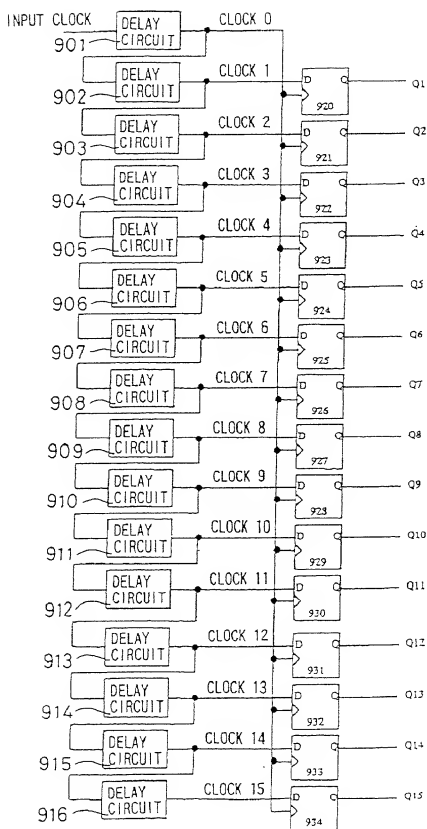 INPUT CLOCK
DELAY CIRCUIT
CLOCK 0
901
DELAY CIRCUIT
CLOCK 1
D Q
Q1
902
920
DELAY CIRCUIT
CLOCK 2
D Q
Q2
903
921
DELAY CIRCUIT
CLOCK 3
D Q
Q3
904
922
DELAY CIRCUIT
CLOCK 4
D Q
Q4
905
923
DELAY CIRCUIT
CLOCK 5
D Q
Q5
906
924
DELAY CIRCUIT
CLOCK 6
D Q
Q6
907
925
DELAY CIRCUIT
CLOCK 7
D Q
Q7
908
926
DELAY CIRCUIT
CLOCK 8
D Q
Q8
909
927
DELAY CIRCUIT
CLOCK 9
D Q
Q9
910
928
DELAY CIRCUIT
CLOCK 10
D Q
Q10
911
929
DELAY CIRCUIT
CLOCK 11
D Q
Q11
912
930
DELAY CIRCUIT
CLOCK 12
D Q
Q12
913
931
DELAY CIRCUIT
CLOCK 13
D Q
Q13
914
932
DELAY CIRCUIT
CLOCK 14
D Q
Q14
915
933
DELAY CIRCUIT
CLOCK 15
D Q
Q15
916
934